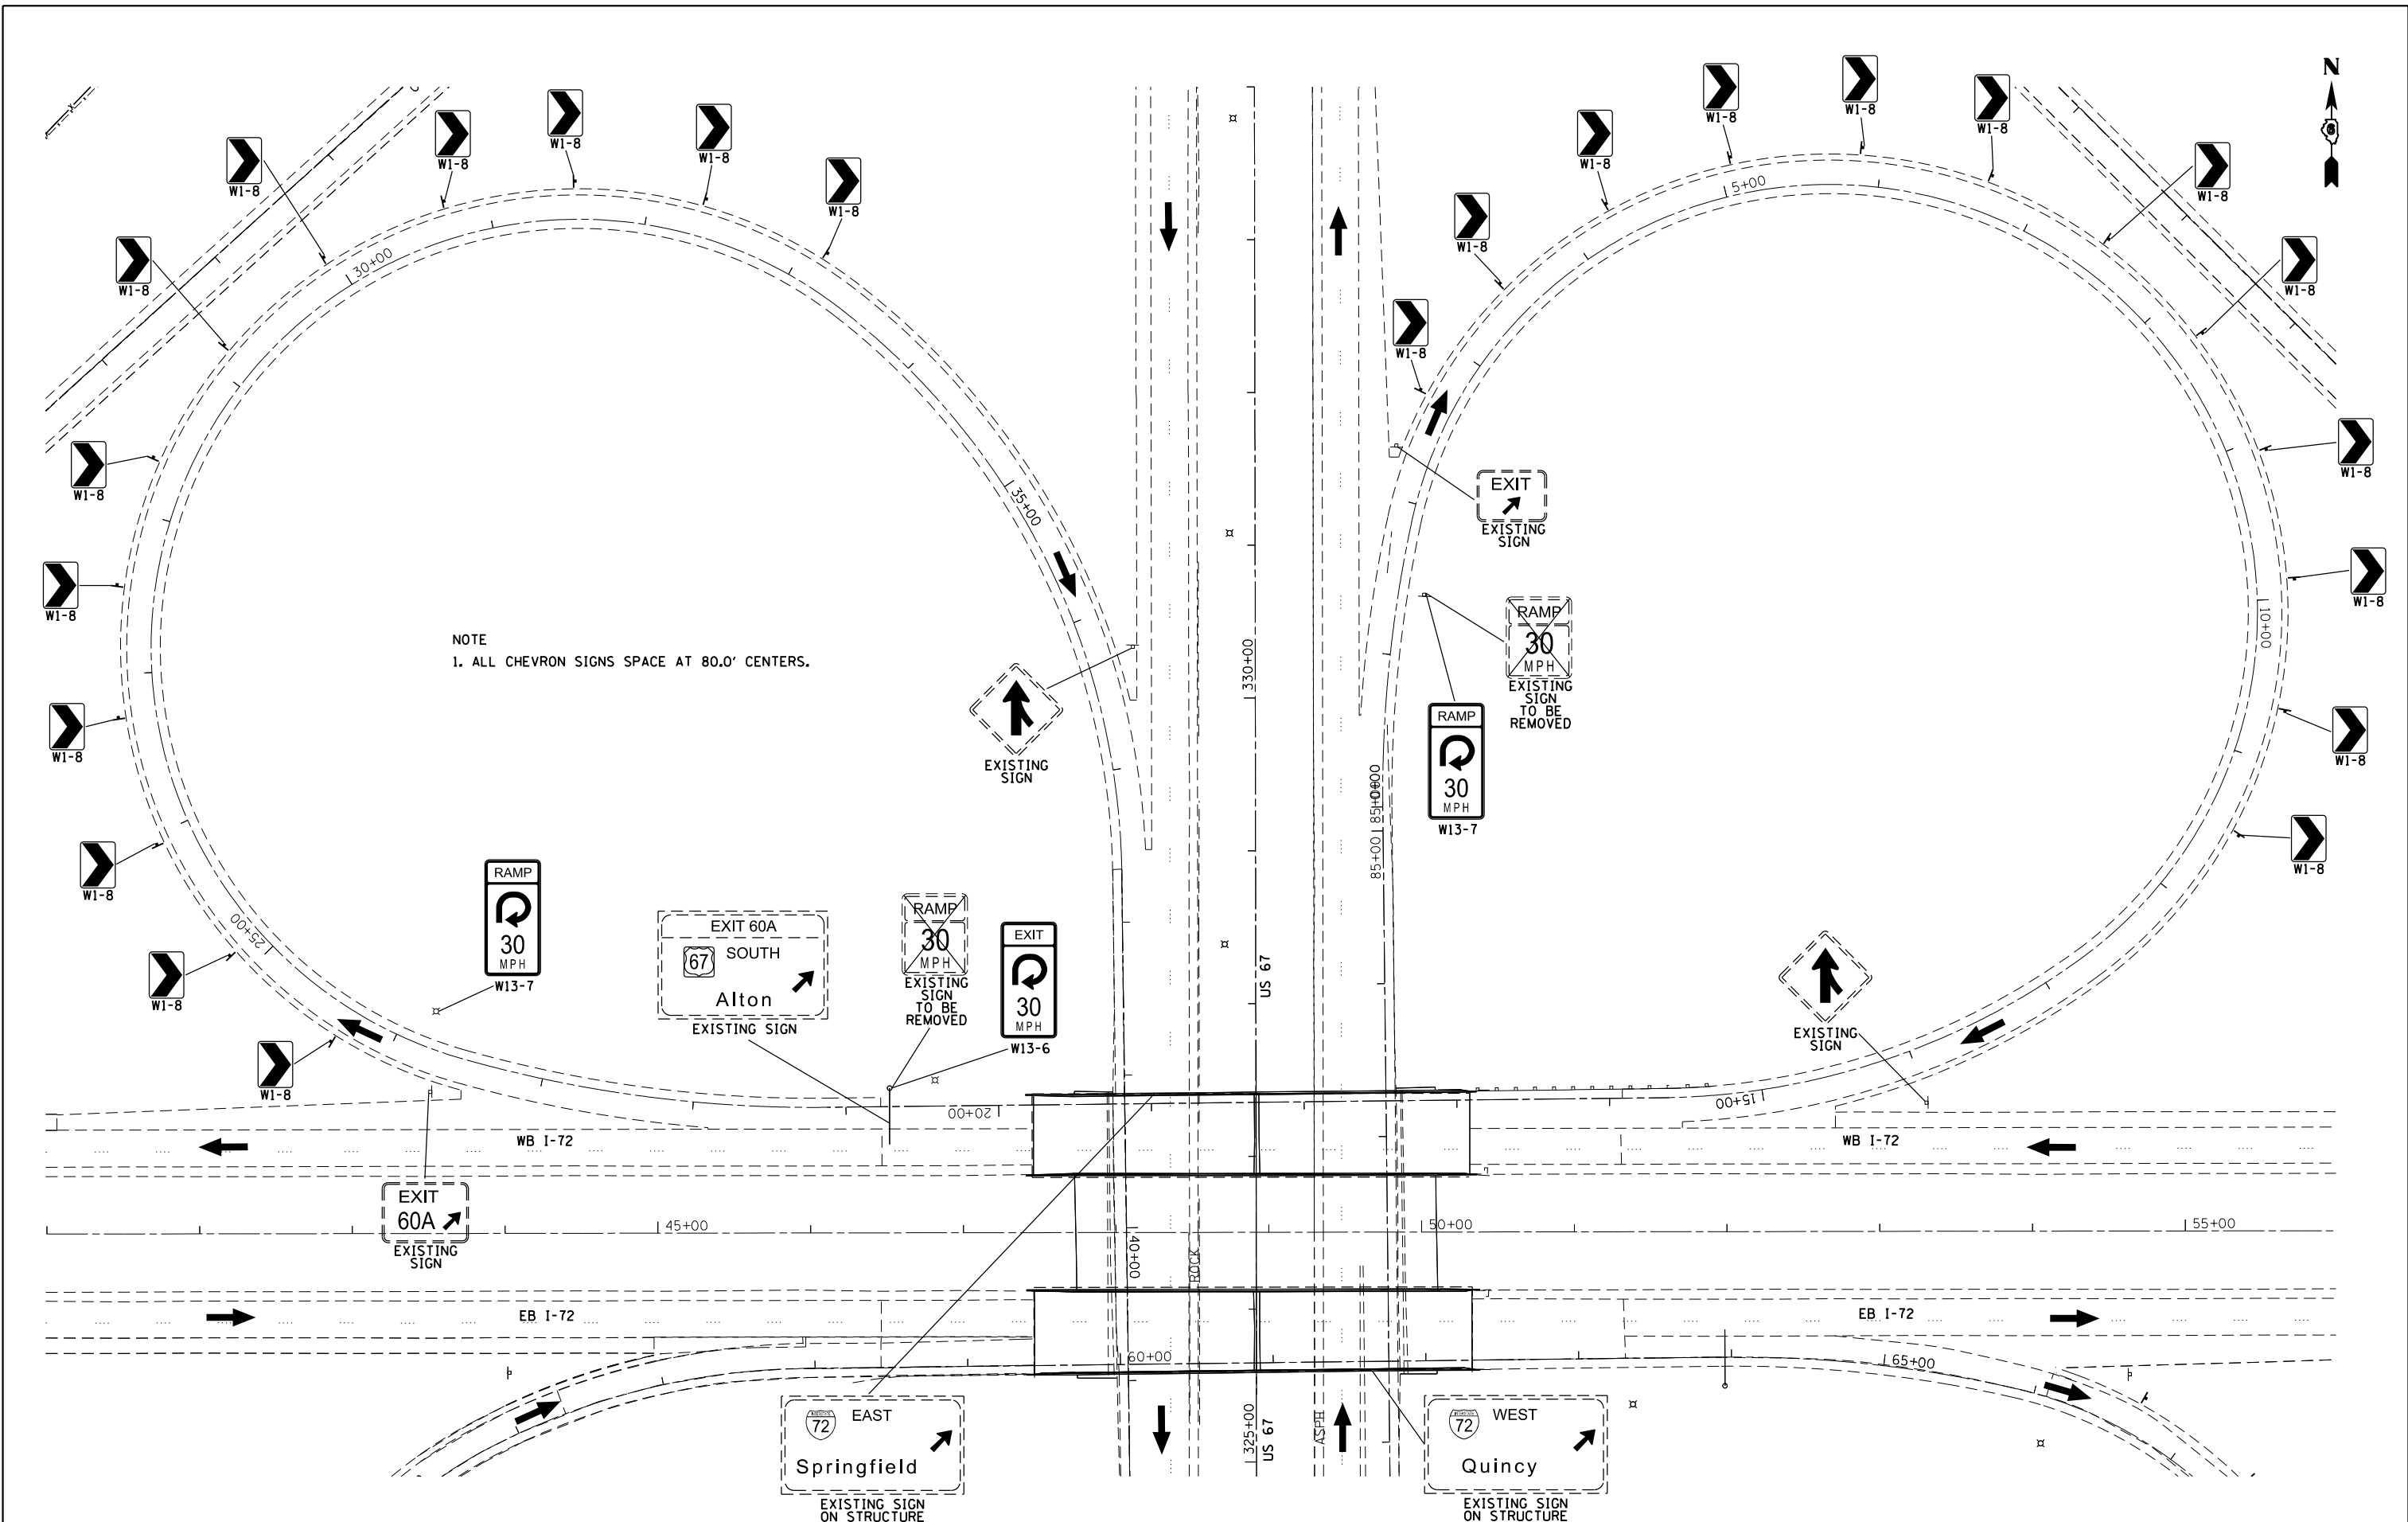 N
W1-8
W1-8
W1-8
W1-8
W1-8
W1-8
W1-8
W1-8
W1-8
W1-8
W1-8
W1-8
30+00
35+00
25+00
NOTE
1. ALL CHEVRON SIGNS SPACE AT 80.0' CENTERS.
EXISTING
SIGN
RAMP
30
MPH
W13-7
EXIT 60A
67
SOUTH
Alton
EXISTING SIGN
RAMP
30
MPH
EXISTING
SIGN
TO BE
REMOVED
EXIT
30
MPH
W13-6
W1-8
W1-8
W1-8
W1-8
W1-8
W1-8
W1-8
W1-8
W1-8
W1-8
W1-8
W1-8
5+00
10+00
15+00
EXIT
EXISTING
SIGN
RAMP
30
MPH
EXISTING
SIGN
TO BE
REMOVED
RAMP
30
MPH
W13-7
330+00
85+00
US 67
EXISTING
SIGN
20+00
WB I-72
WB I-72
EXIT
60A
EXISTING
SIGN
45+00
50+00
55+00
40+00
ROCK
EB I-72
EB I-72
60+00
65+00
325+00
US 67
ASPH
72
EAST
Springfield
EXISTING SIGN
ON STRUCTURE
72
WEST
Quincy
EXISTING SIGN
ON STRUCTURE